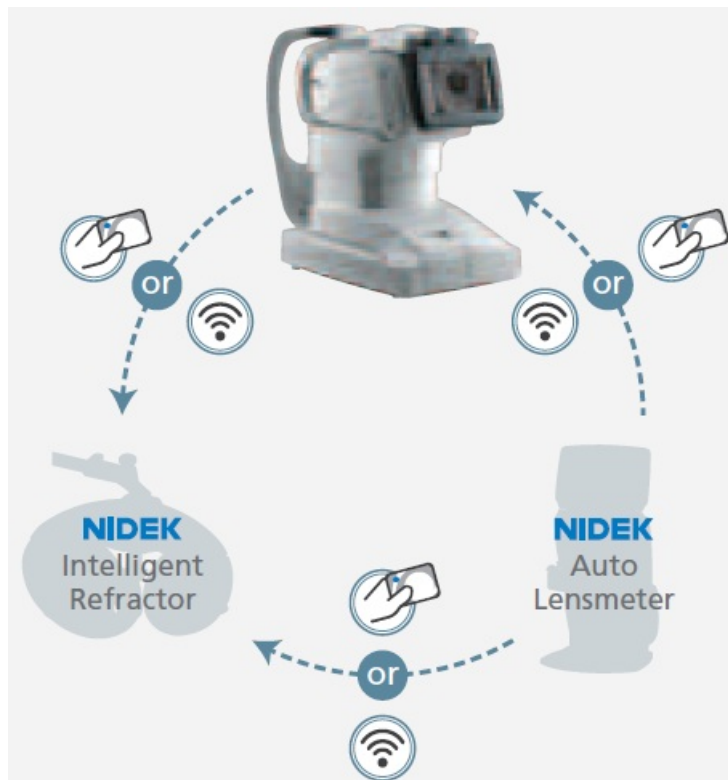 or
or
NIDEK
Intelligent
Refractor
NIDEK
Auto
Lensmeter
or